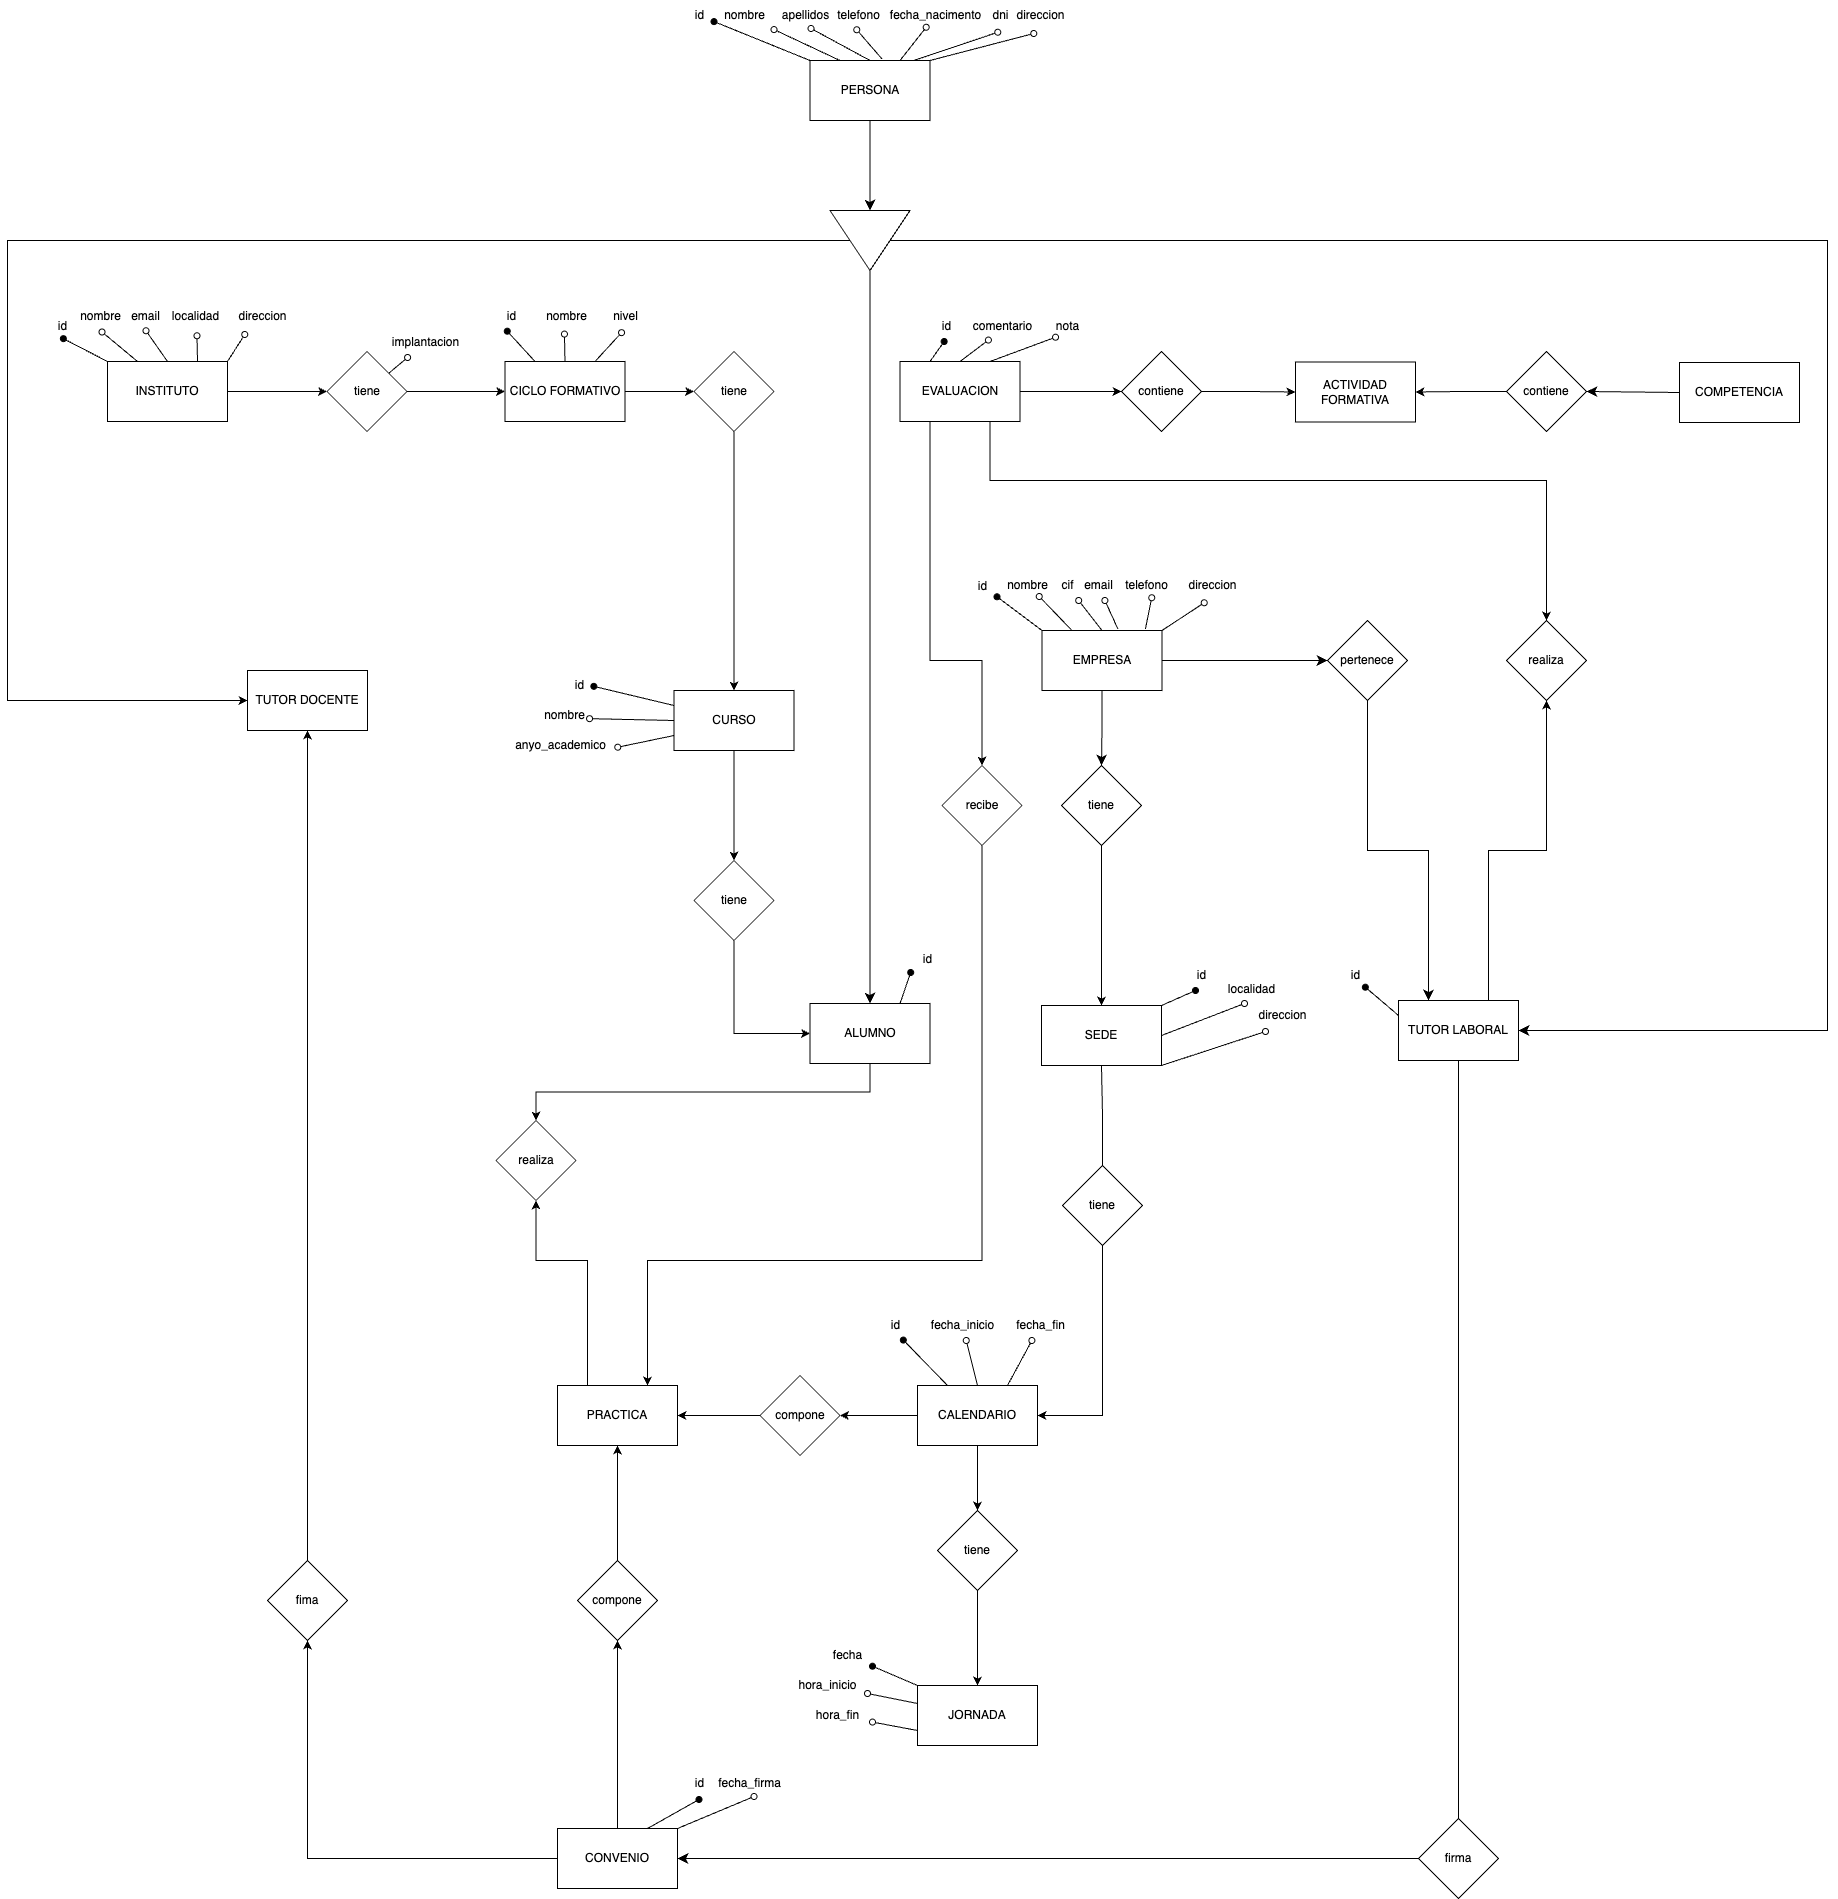 id nombre apellidos telefono fecha_nacimento dni direccion
PERSONA
id nombre email localidad direccion
implantacion
id nombre nivel
id comentario nota
INSTITUTO
tiene
CICLO FORMATIVO
tiene
EVALUACION
contiene
ACTIVIDAD
FORMATIVA
contiene
COMPETENCIA
id nombre cif email telefono direccion
EMPRESA
pertenece
realiza
TUTOR DOCENTE
id
nombre
anyo_academico
CURSO
recibe
tiene
tiene
id
ALUMNO
id
localidad
direccion
SEDE
id
TUTOR LABORAL
realiza
tiene
id fecha_inicio fecha_fin
PRACTICA
compone
CALENDARIO
tiene
fima
compone
fecha
hora_inicio
hora_fin
JORNADA
id fecha_firma
CONVENIO
firma